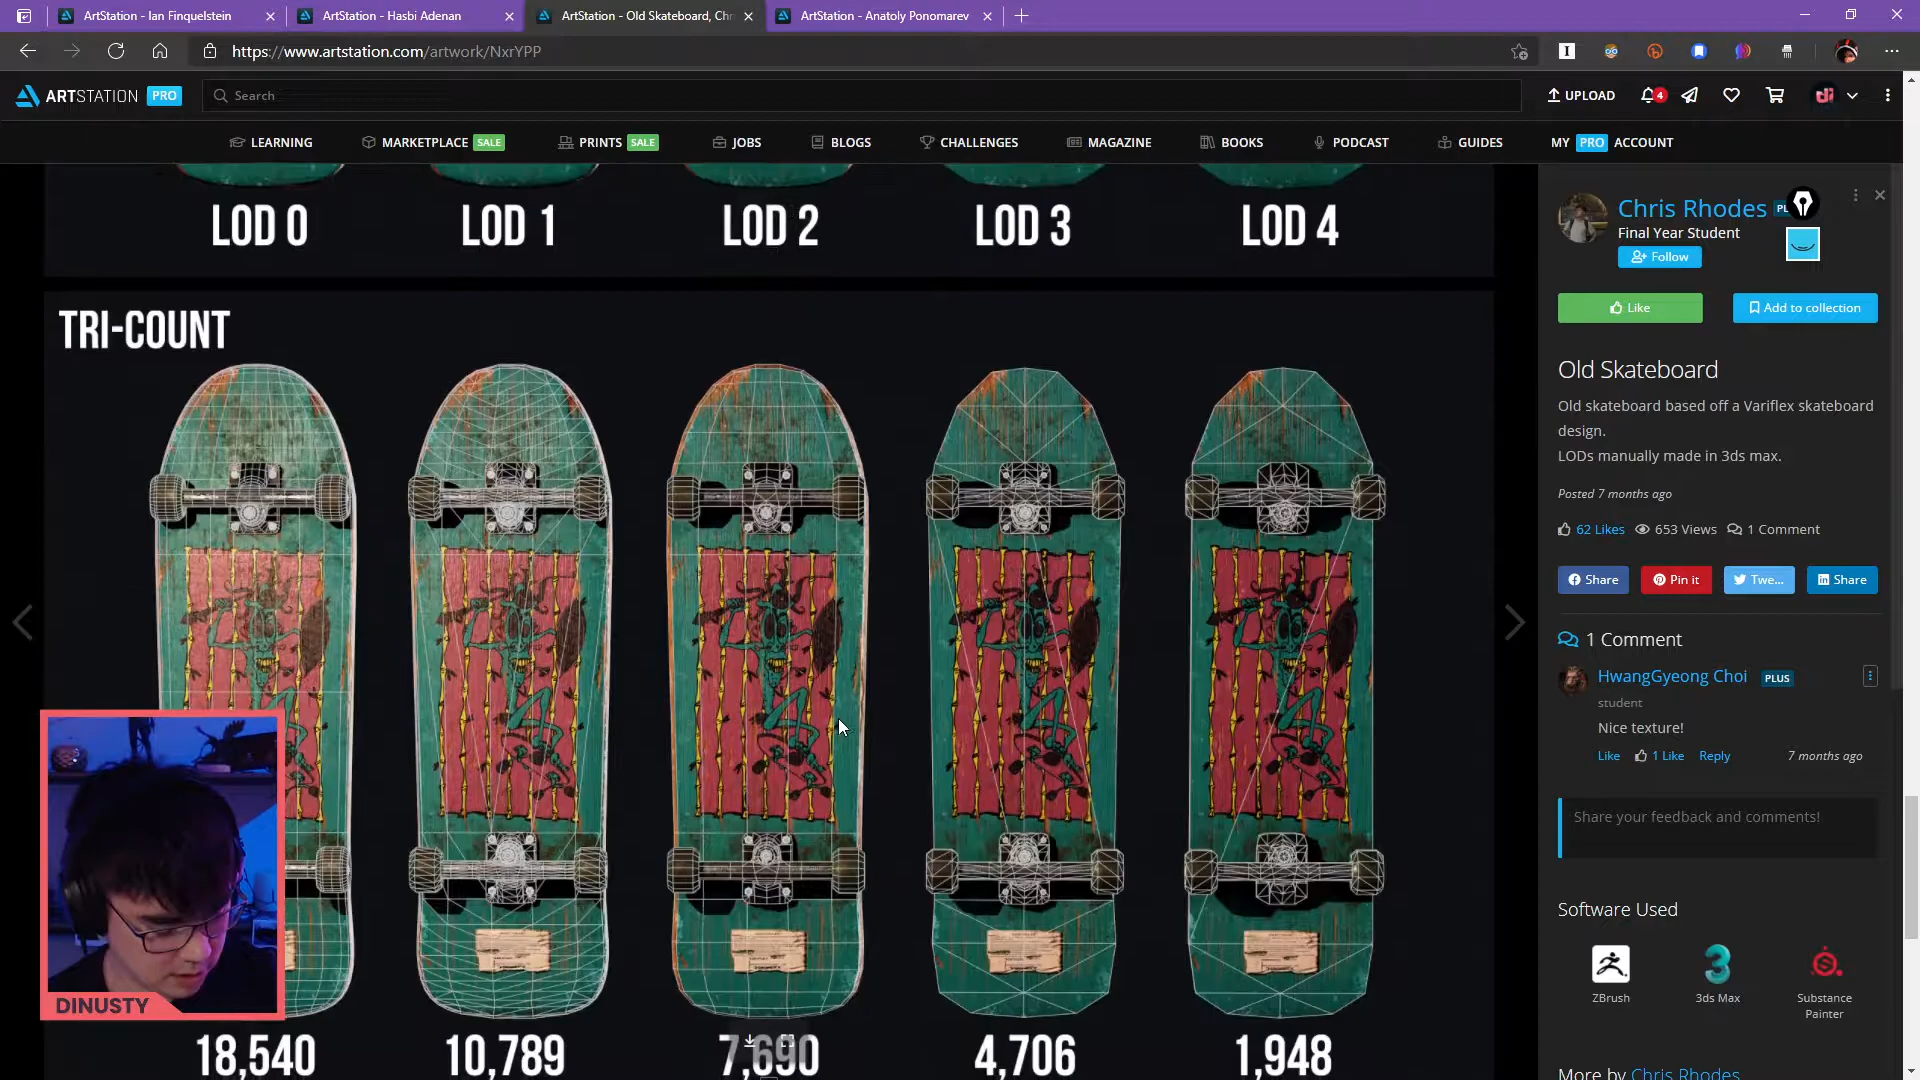 ArtStation - Ian Finquelstein
ArtStation - Hasbi Adenan
ArtStation - Old Skateboard, Chr
ArtStation - Anatoly Ponomarev
https://www.artstation.com/artwork/NxrYPP
ARTSTATION PRO
Search
UPLOAD
4
LEARNING
MARKETPLACE SALE
PRINTS SALE
JOBS
BLOGS
CHALLENGES
MAGAZINE
BOOKS
PODCAST
GUIDES
MY PRO ACCOUNT
LOD 0
LOD 1
LOD 2
LOD 3
LOD 4
TRI-COUNT
18,540
10,789
7,690
4,706
1,948
DINUSTY
Chris Rhodes
Final Year Student
Follow
Like
Add to collection
Old Skateboard
Old skateboard based off a Variflex skateboard
design.
LODs manually made in 3ds max.
Posted 7 months ago
62 Likes 653 Views 1 Comment
Share
Pin it
Twe...
Share
1 Comment
HwangGyeong Choi PLUS
student
Nice texture!
Like 1 Like Reply 7 months ago
Share your feedback and comments!
Software Used
ZBrush
3ds Max
Substance
Painter
More by Chris Rhodes